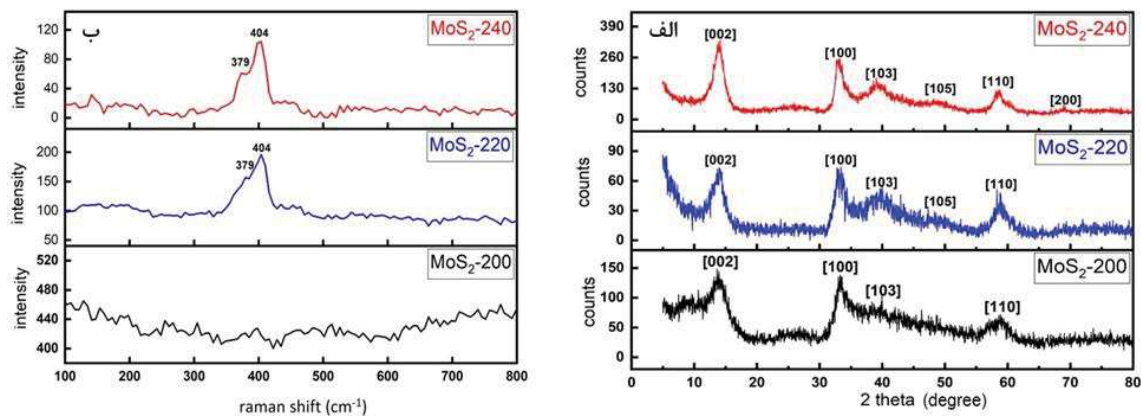 ب
MoS₂-240
120
80
40
0
intensity
379
404
MoS₂-220
200
150
100
50
intensity
379
404
MoS₂-200
520
480
440
400
intensity
100 200 300 400 500 600 700 800
raman shift (cm⁻¹)
الف
MoS₂-240
390
260
130
0
counts
[002]
[100]
[103]
[105]
[110]
[200]
MoS₂-220
90
60
30
0
counts
[002]
[100]
[103]
[105]
[110]
MoS₂-200
150
100
50
0
counts
[002]
[100]
[103]
[110]
0 10 20 30 40 50 60 70 80
2 theta (degree)